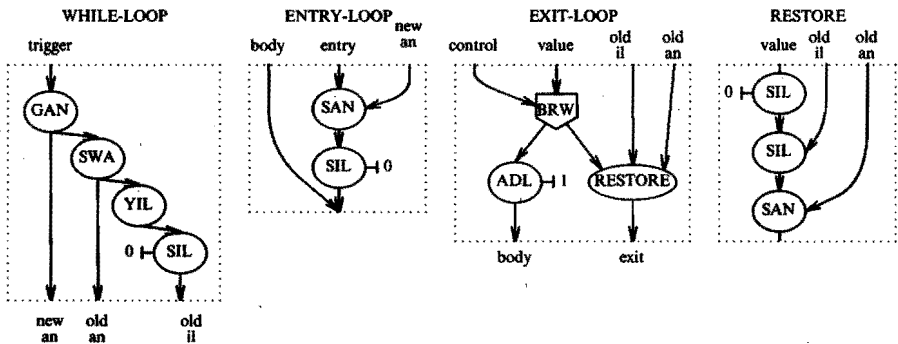 WHILE-LOOP
trigger
GAN
SWA
YIL
0 SIL
new an
old an
old il
ENTRY-LOOP
body entry new an
SAN
SIL 0
EXIT-LOOP
control value old il old an
BRW
ADL 1 RESTORE
body exit
RESTORE
value old il old an
0 SIL
SIL
SAN